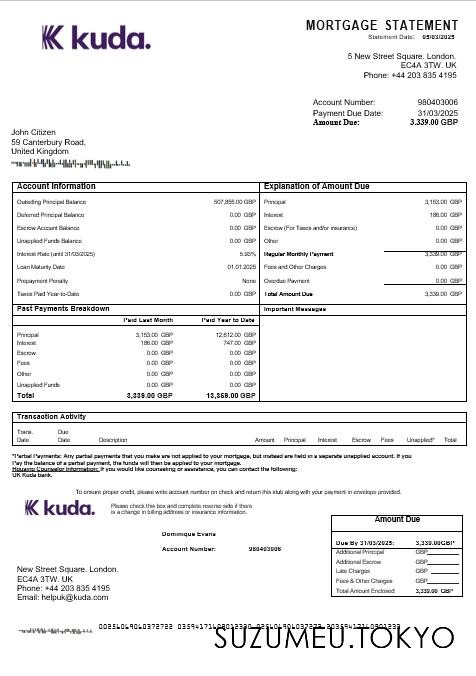 kuda.
MORTGAGE STATEMENT
Statement Date: 05/03/2025
5 New Street Square. London.
EC4A 3TW. UK
Phone: +44 203 835 4195
Account Number: 980403006
Payment Due Date: 31/03/2025
Amount Due: 3.339.00 GBP
John Citizen
59 Canterbury Road,
United Kingdom
Account Information
Outsding Principal Balance 507,855.00 GBP
Deferred Principal Balance 0.00 GBP
Escrow Account Balance 0.00 GBP
Unapplied Funds Balance 0.00 GBP
Interest Rate (until 31/03/2025) 5.93%
Loan Maturity Date 01.01.2025
Prepayment Penalty None
Taxes Paid Year-to-Date 0.00 GBP
Explanation of Amount Due
Principal 3,153.00 GBP
Interest 186.00 GBP
Escrow (For Taxes and/or insurance) 0.00 GBP
Other 0.00 GBP
Regular Monthly Payment 3,339.00 GBP
Fees and Other Charges 0.00 GBP
Overdue Payment 0.00 GBP
Total Amount Due 3,339.00 GBP
Past Payments Breakdown
Paid Last Month Paid Year to Date
Principal 3,153.00 GBP 12,612.00 GBP
Interest 186.00 GBP 747.00 GBP
Escrow 0.00 GBP 0.00 GBP
Fees 0.00 GBP 0.00 GBP
Other 0.00 GBP 0.00 GBP
Unapplied Funds 0.00 GBP 0.00 GBP
Total 3,339.00 GBP 13,359.00 GBP
Important Messages
Transaction Activity
Trans. Date Due Date Description Amount Principal Interest Escrow Fees Unapplied* Total
*Partial Payments: Any partial payments that you make are not applied to your mortgage, but instead are held in a separate unapplied account. If you
Pay the balance of a partial payment, the funds will then be applied to your mortgage.
Housing Counselor Information: If you would like counseling or assistance, you can contact the following:
UK Kuda bank.
To ensure proper credit, please write account number on check and return this stub along with your payment in envelope provided.
kuda.
Please check this box and complete reverse side if there
is a change in billing address or insurance information.
Dominique Evans
Account Number: 980403006
Amount Due
Due By 31/03/2025: 3,339.00GBP
Additional Principal GBP
Additional Escrow GBP
Late Charges GBP
Fees & Other Charges GBP
Total Amount Enclosed 3,339.00 GBP
New Street Square. London.
EC4A 3TW. UK
Phone: +44 203 835 4195
Email: helpuk@kuda.com
SUZUMEU.TOKYO